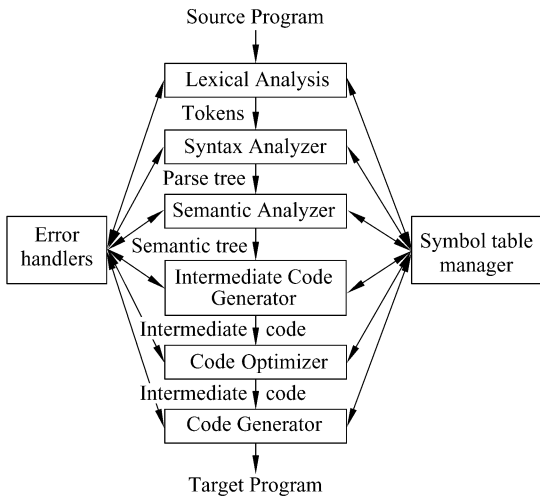 Source Program
Lexical Analysis
Tokens
Syntax Analyzer
Parse tree
Semantic Analyzer
Error
handlers
Symbol table
manager
Semantic tree
Intermediate Code
Generator
Intermediate code
Code Optimizer
Intermediate code
Code Generator
Target Program